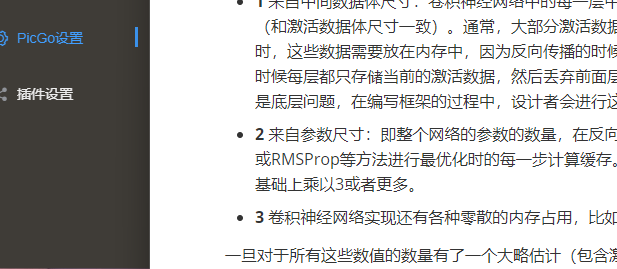 PicGo设置
插件设置
1 来自中间数据体尺寸：卷积神经网络中的每一层中
（和激活数据体尺寸一致）。通常，大部分激活数据
时，这些数据需要放在内存中，因为反向传播的时候
时候每层都只存储当前的激活数据，然后丢弃前面层
是底层问题，在编写框架的过程中，设计者会进行这
2 来自参数尺寸：即整个网络的参数的数量，在反向
或RMSProp等方法进行最优化时的每一步计算缓存。
基础上乘以3或者更多。
3 卷积神经网络实现还有各种零散的内存占用，比如
一旦对于所有这些数值的数量有了一个大略估计（包含激